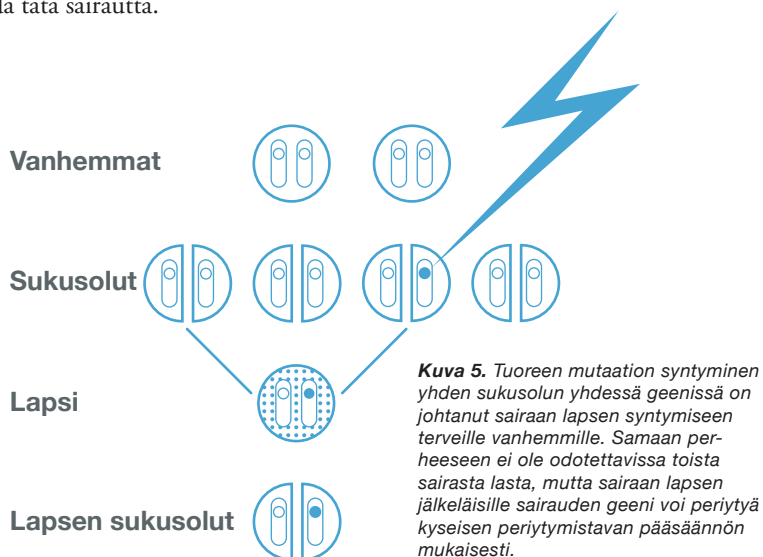 la tätä sairautta.
Vanhemmat
Sukusolut
Lapsi
Kuva 5. Tuoreen mutaation syntyminen
yhden sukusolun yhdessä geenissä on
johtanut sairaan lapsen syntymiseen
terveille vanhemmille. Samaan per-
heeseen ei ole odotettavissa toista
sairasta lasta, mutta sairaan lapsen
jälkeläisille sairauden geeni voi periytyä
kyseisen periytymistavan pääsäännön
mukaisesti.
Lapsen sukusolut